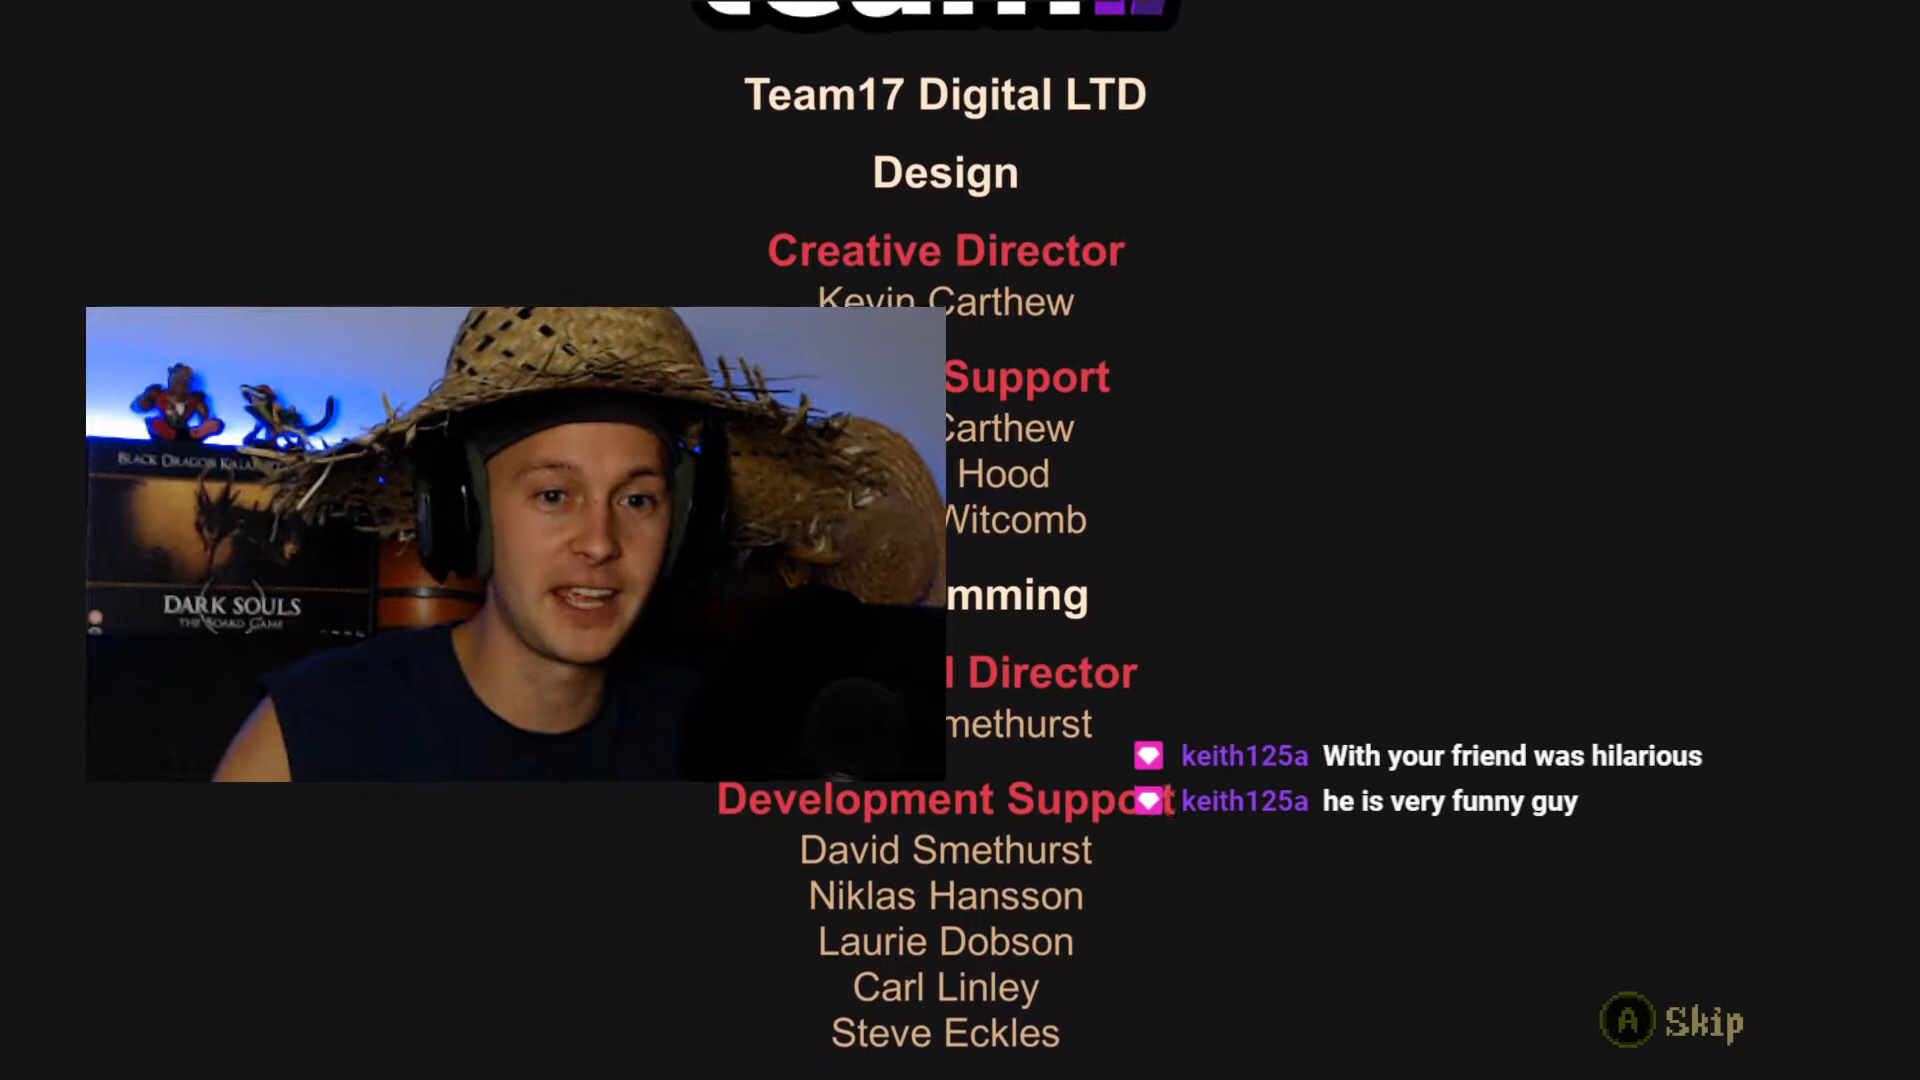 Team17 Digital LTD
Design
Creative Director
Kevin Carthew
Support
Carthew
Hood
Witcomb
mming
Director
methurst
DARK SOULS
THE BOARD GAME
BLACK DRAGON
keith125a With your friend was hilarious
Development Support
keith125a he is very funny guy
David Smethurst
Niklas Hansson
Laurie Dobson
Carl Linley
Steve Eckles
A Skip